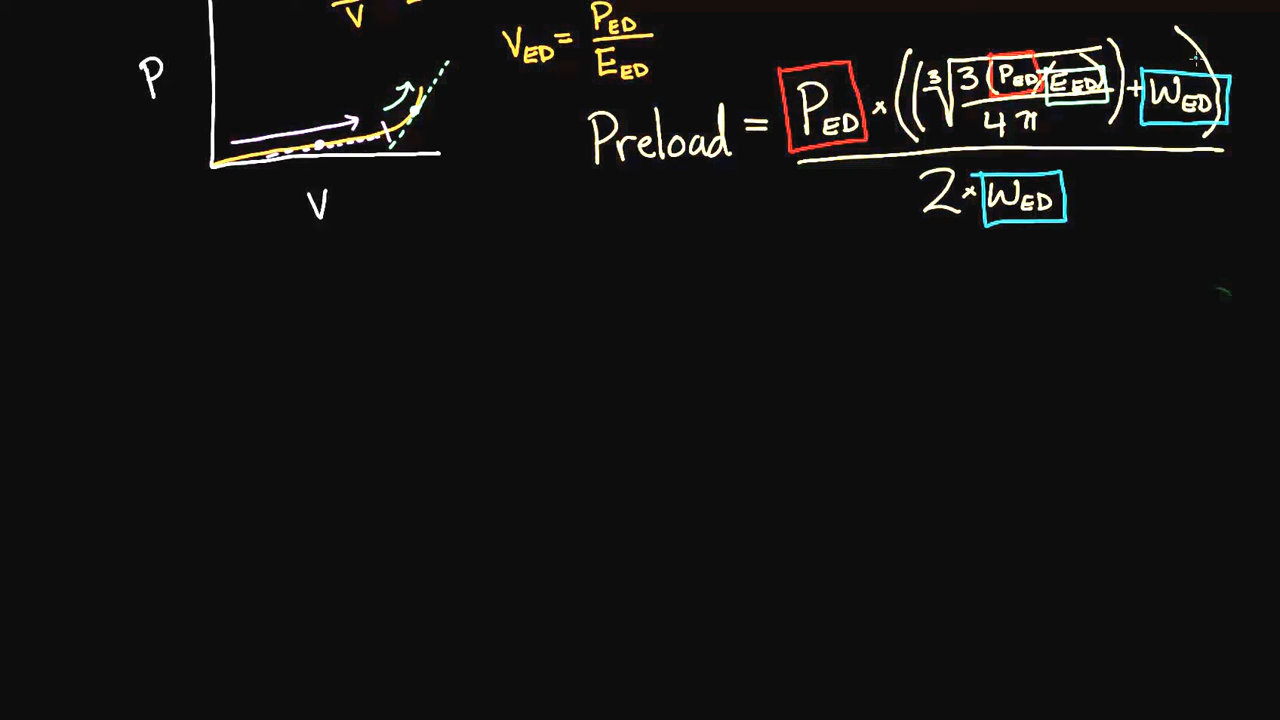 V
P
V
V_ED = P_ED / E_ED
Preload = P_ED × ((∛(3(P_ED/E_ED) / 4π)) + W_ED) / 2 × W_ED